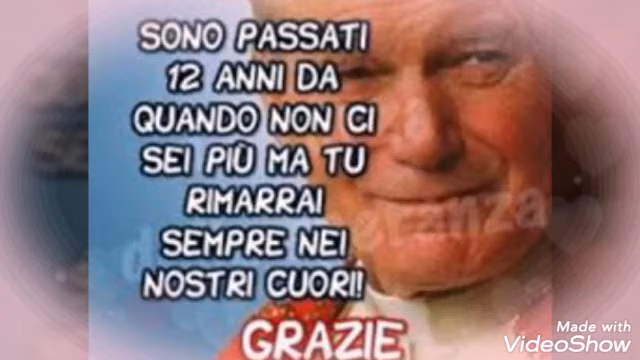 SONO PASSATI
12 ANNI DA
QUANDO NON CI
SEI PIÙ MA TU
RIMARRAI
SEMPRE NEI
NOSTRI CUORI!
GRAZIE
Made with
VideoShow